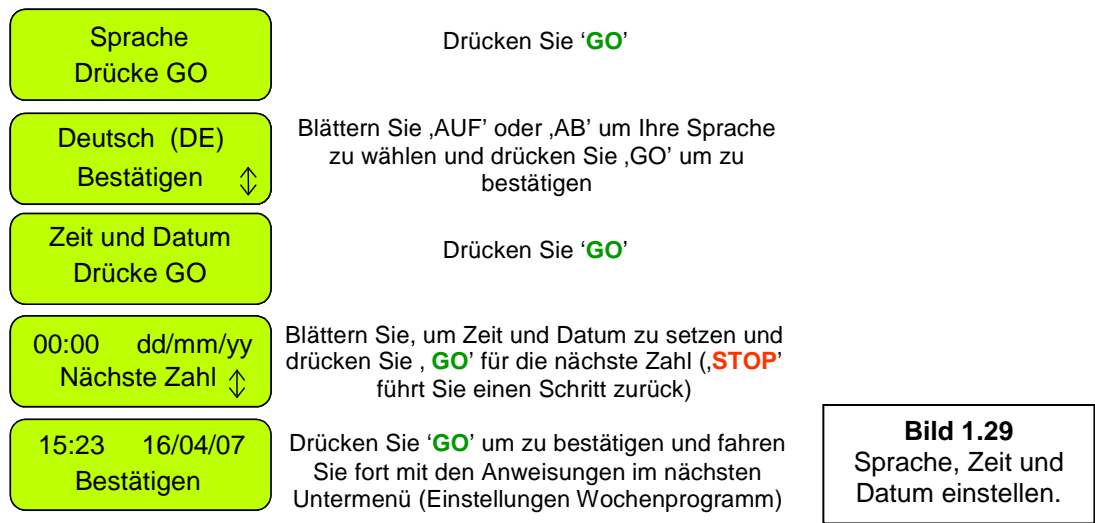 Sprache
Drücke GO
Drücken Sie ‘GO’
Deutsch (DE)
Bestätigen ↕
Blättern Sie ‚AUF’ oder ‚AB’ um Ihre Sprache
zu wählen und drücken Sie ‚GO’ um zu
bestätigen
Zeit und Datum
Drücke GO
Drücken Sie ‘GO’
00:00 dd/mm/yy
Nächste Zahl ↕
Blättern Sie, um Zeit und Datum zu setzen und
drücken Sie ‚ GO’ für die nächste Zahl (‚STOP’
führt Sie einen Schritt zurück)
15:23 16/04/07
Bestätigen
Drücken Sie ‘GO’ um zu bestätigen und fahren
Sie fort mit den Anweisungen im nächsten
Untermenü (Einstellungen Wochenprogramm)
Bild 1.29
Sprache, Zeit und
Datum einstellen.